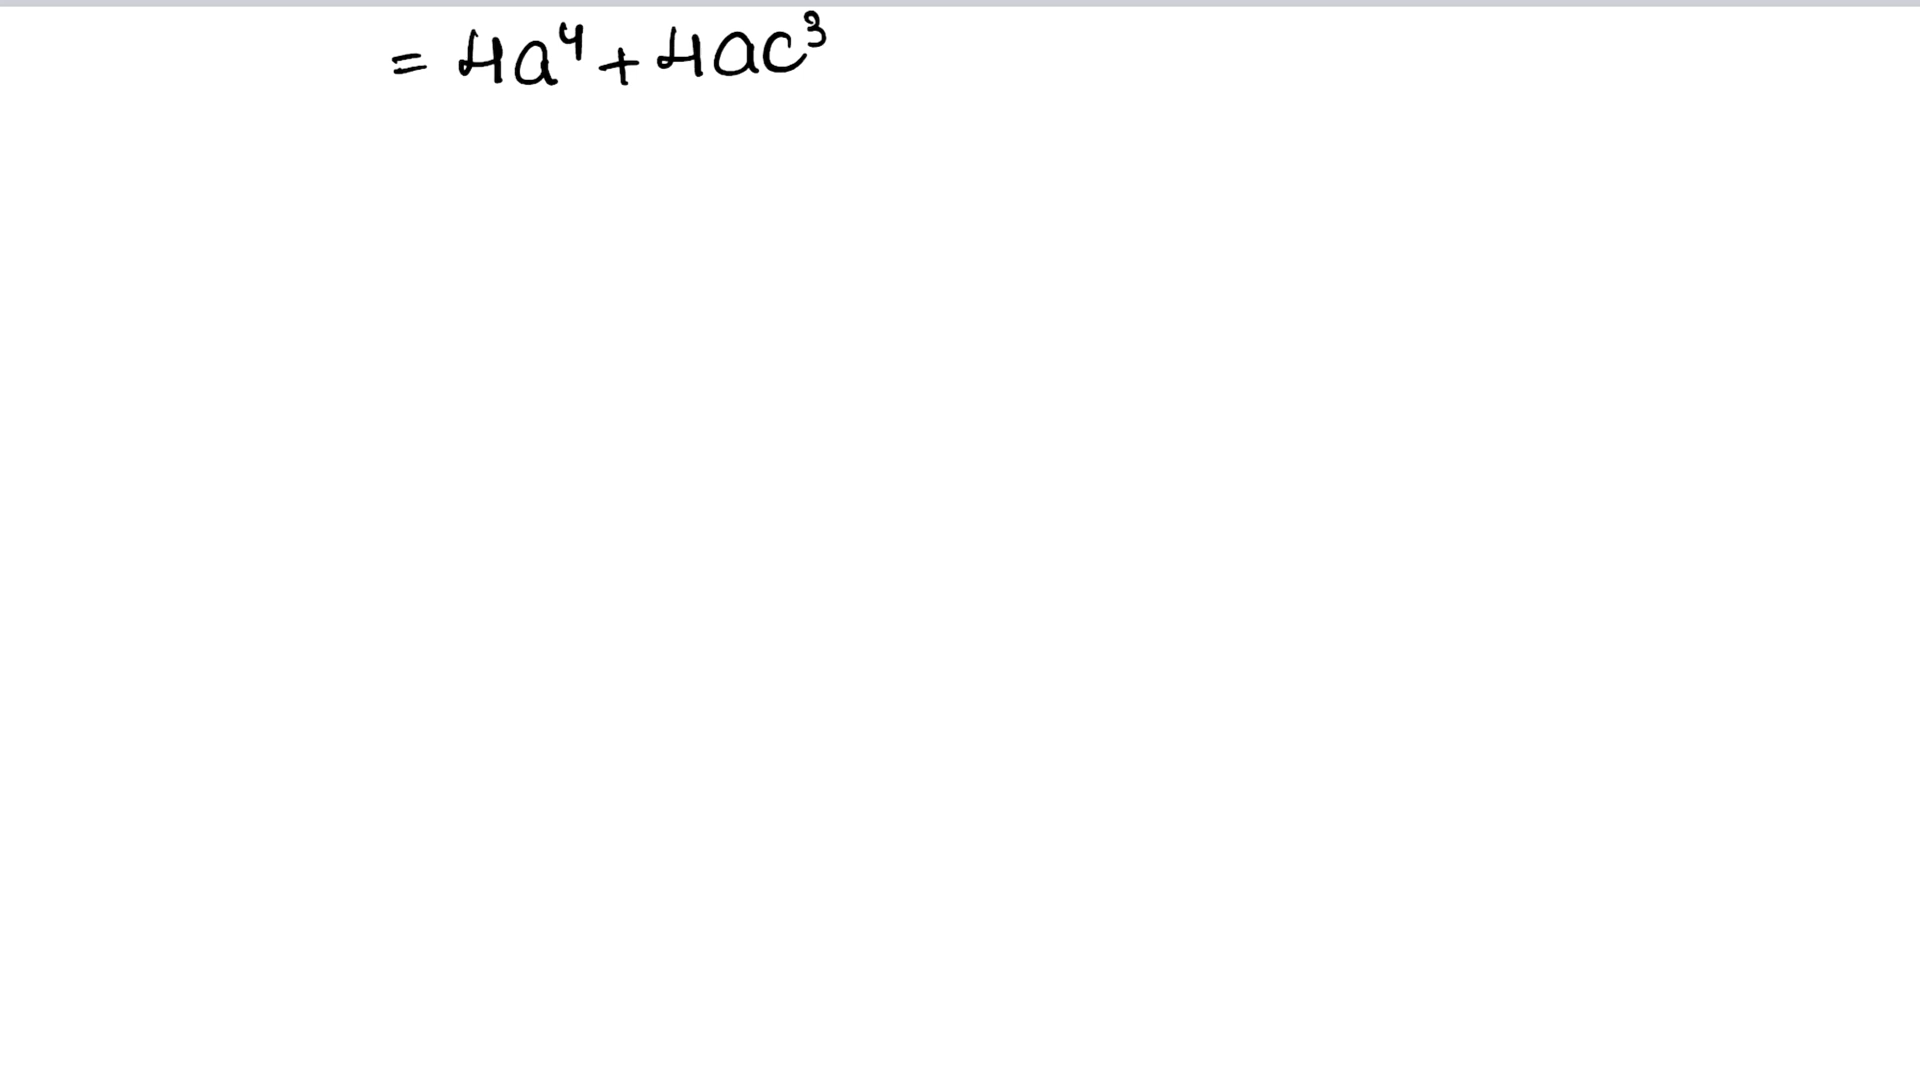 = 4a⁴ + 4ac³